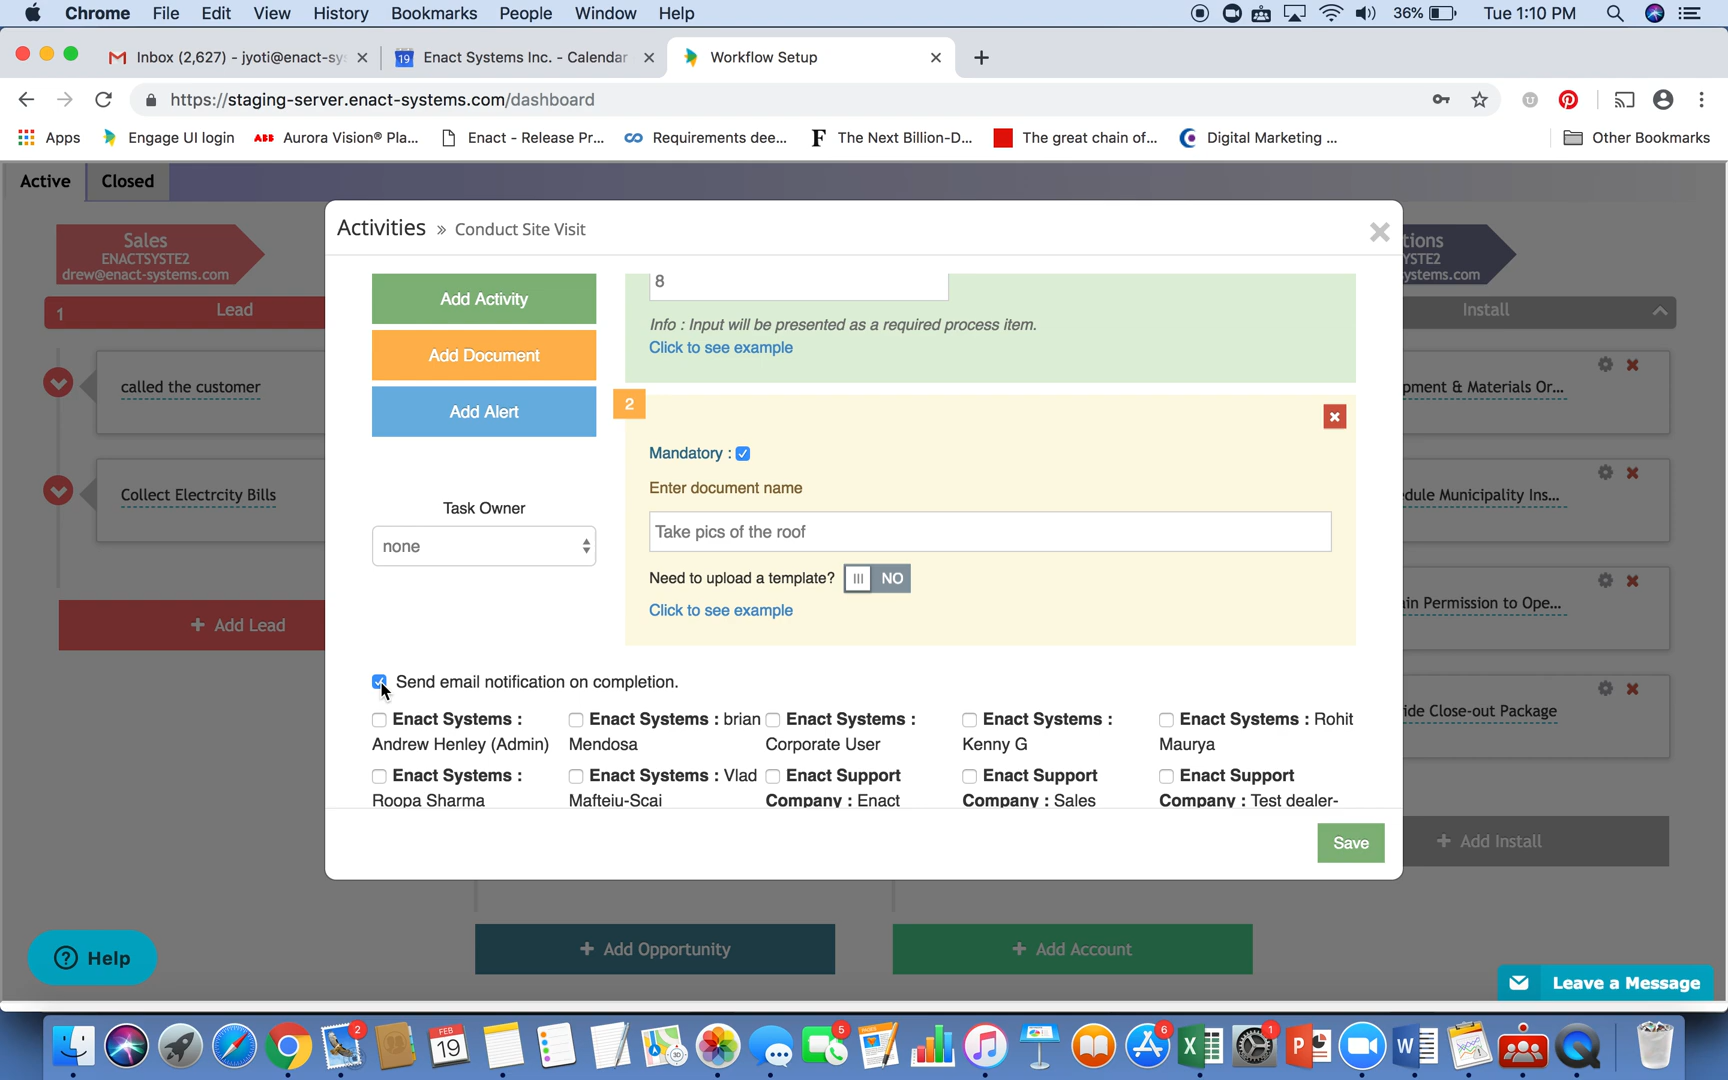 Chrome File Edit View History Bookmarks People Window Help
36% Tue 1:10 PM
Inbox (2,627) - jyoti@enact-sy
19 Enact Systems Inc. - Calendar
Workflow Setup
https://staging-server.enact-systems.com/dashboard
Apps
Engage UI login
ABB Aurora Vision® Pla...
Enact - Release Pr...
Requirements dee...
F The Next Billion-D...
The great chain of...
Digital Marketing ...
Other Bookmarks
Active Closed
Sales
ENACTSYSTE2
drew@enact-systems.com
1 Lead
called the customer
Collect Electrcity Bills
+ Add Lead
Activities » Conduct Site Visit
Add Activity
Add Document
Add Alert
Task Owner
none
8
Info : Input will be presented as a required process item.
Click to see example
2
Mandatory :
Enter document name
Take pics of the roof
Need to upload a template? NO
Click to see example
Send email notification on completion.
Enact Systems : Andrew Henley (Admin)
Enact Systems : brian Mendosa
Enact Systems : Corporate User
Enact Systems : Kenny G
Enact Systems : Rohit Maurya
Enact Systems : Roopa Sharma
Enact Systems : Vlad Mafteiu-Scai
Enact Support Company : Enact
Enact Support Company : Sales
Enact Support Company : Test dealer-
Save
tions
YSTE2
ystems.com
Install
pment & Materials Or...
dule Municipality Ins...
in Permission to Ope...
ide Close-out Package
+ Add Install
+ Add Opportunity
+ Add Account
? Help
Leave a Message
2
FEB
19
5
6
1